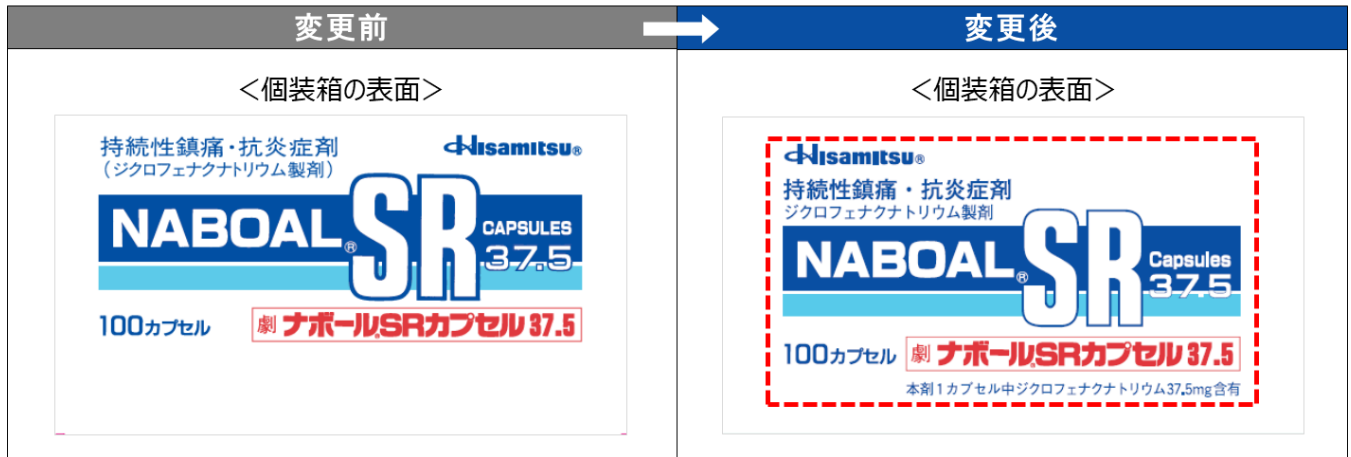 変更前
＜個装箱の表面＞
持続性鎮痛・抗炎症剤
Hisamitsu®
（ジクロフェナクナトリウム製剤）
NABOAL® SR CAPSULES 37.5
100カプセル 劇 ナボールSRカプセル 37.5
変更後
＜個装箱の表面＞
Hisamitsu®
持続性鎮痛・抗炎症剤
ジクロフェナクナトリウム製剤
NABOAL® SR Capsules 37.5
100カプセル 劇 ナボールSRカプセル 37.5
本剤1カプセル中ジクロフェナクナトリウム37.5mg含有